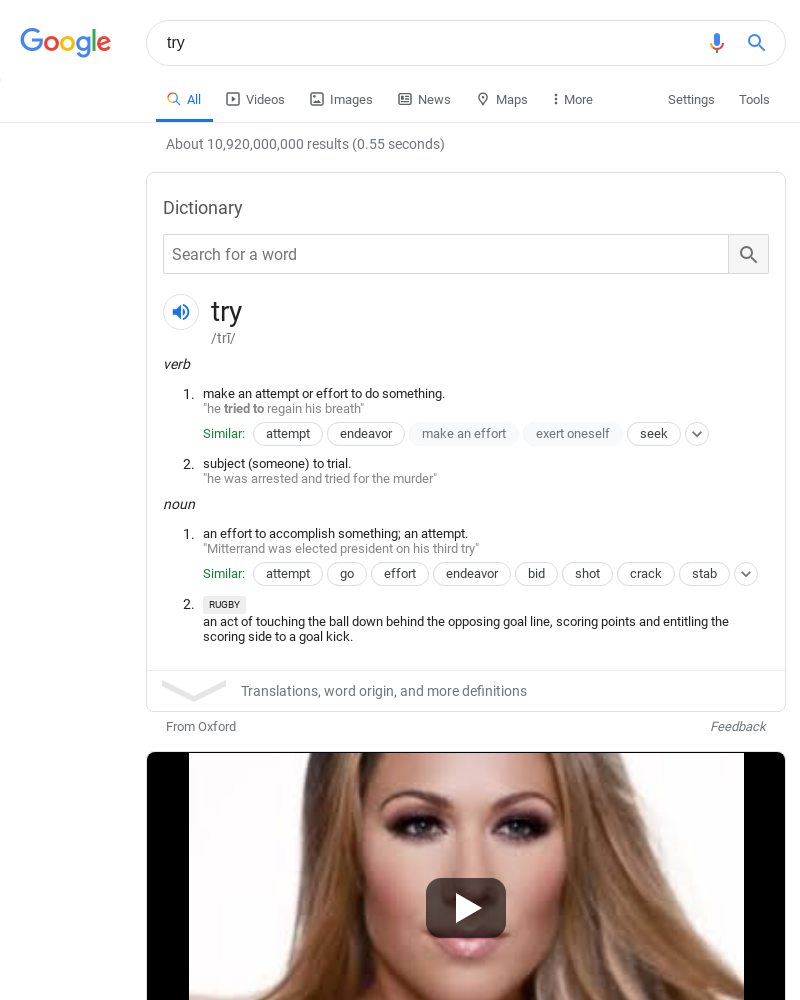 Google
try
All Videos Images News Maps More Settings Tools
About 10,920,000,000 results (0.55 seconds)
Dictionary
Search for a word
try
/trī/
verb
1. make an attempt or effort to do something.
"he tried to regain his breath"
Similar: attempt endeavor make an effort exert oneself seek
2. subject (someone) to trial.
"he was arrested and tried for the murder"
noun
1. an effort to accomplish something; an attempt.
"Mitterrand was elected president on his third try"
Similar: attempt go effort endeavor bid shot crack stab
2. RUGBY
an act of touching the ball down behind the opposing goal line, scoring points and entitling the
scoring side to a goal kick.
Translations, word origin, and more definitions
From Oxford Feedback